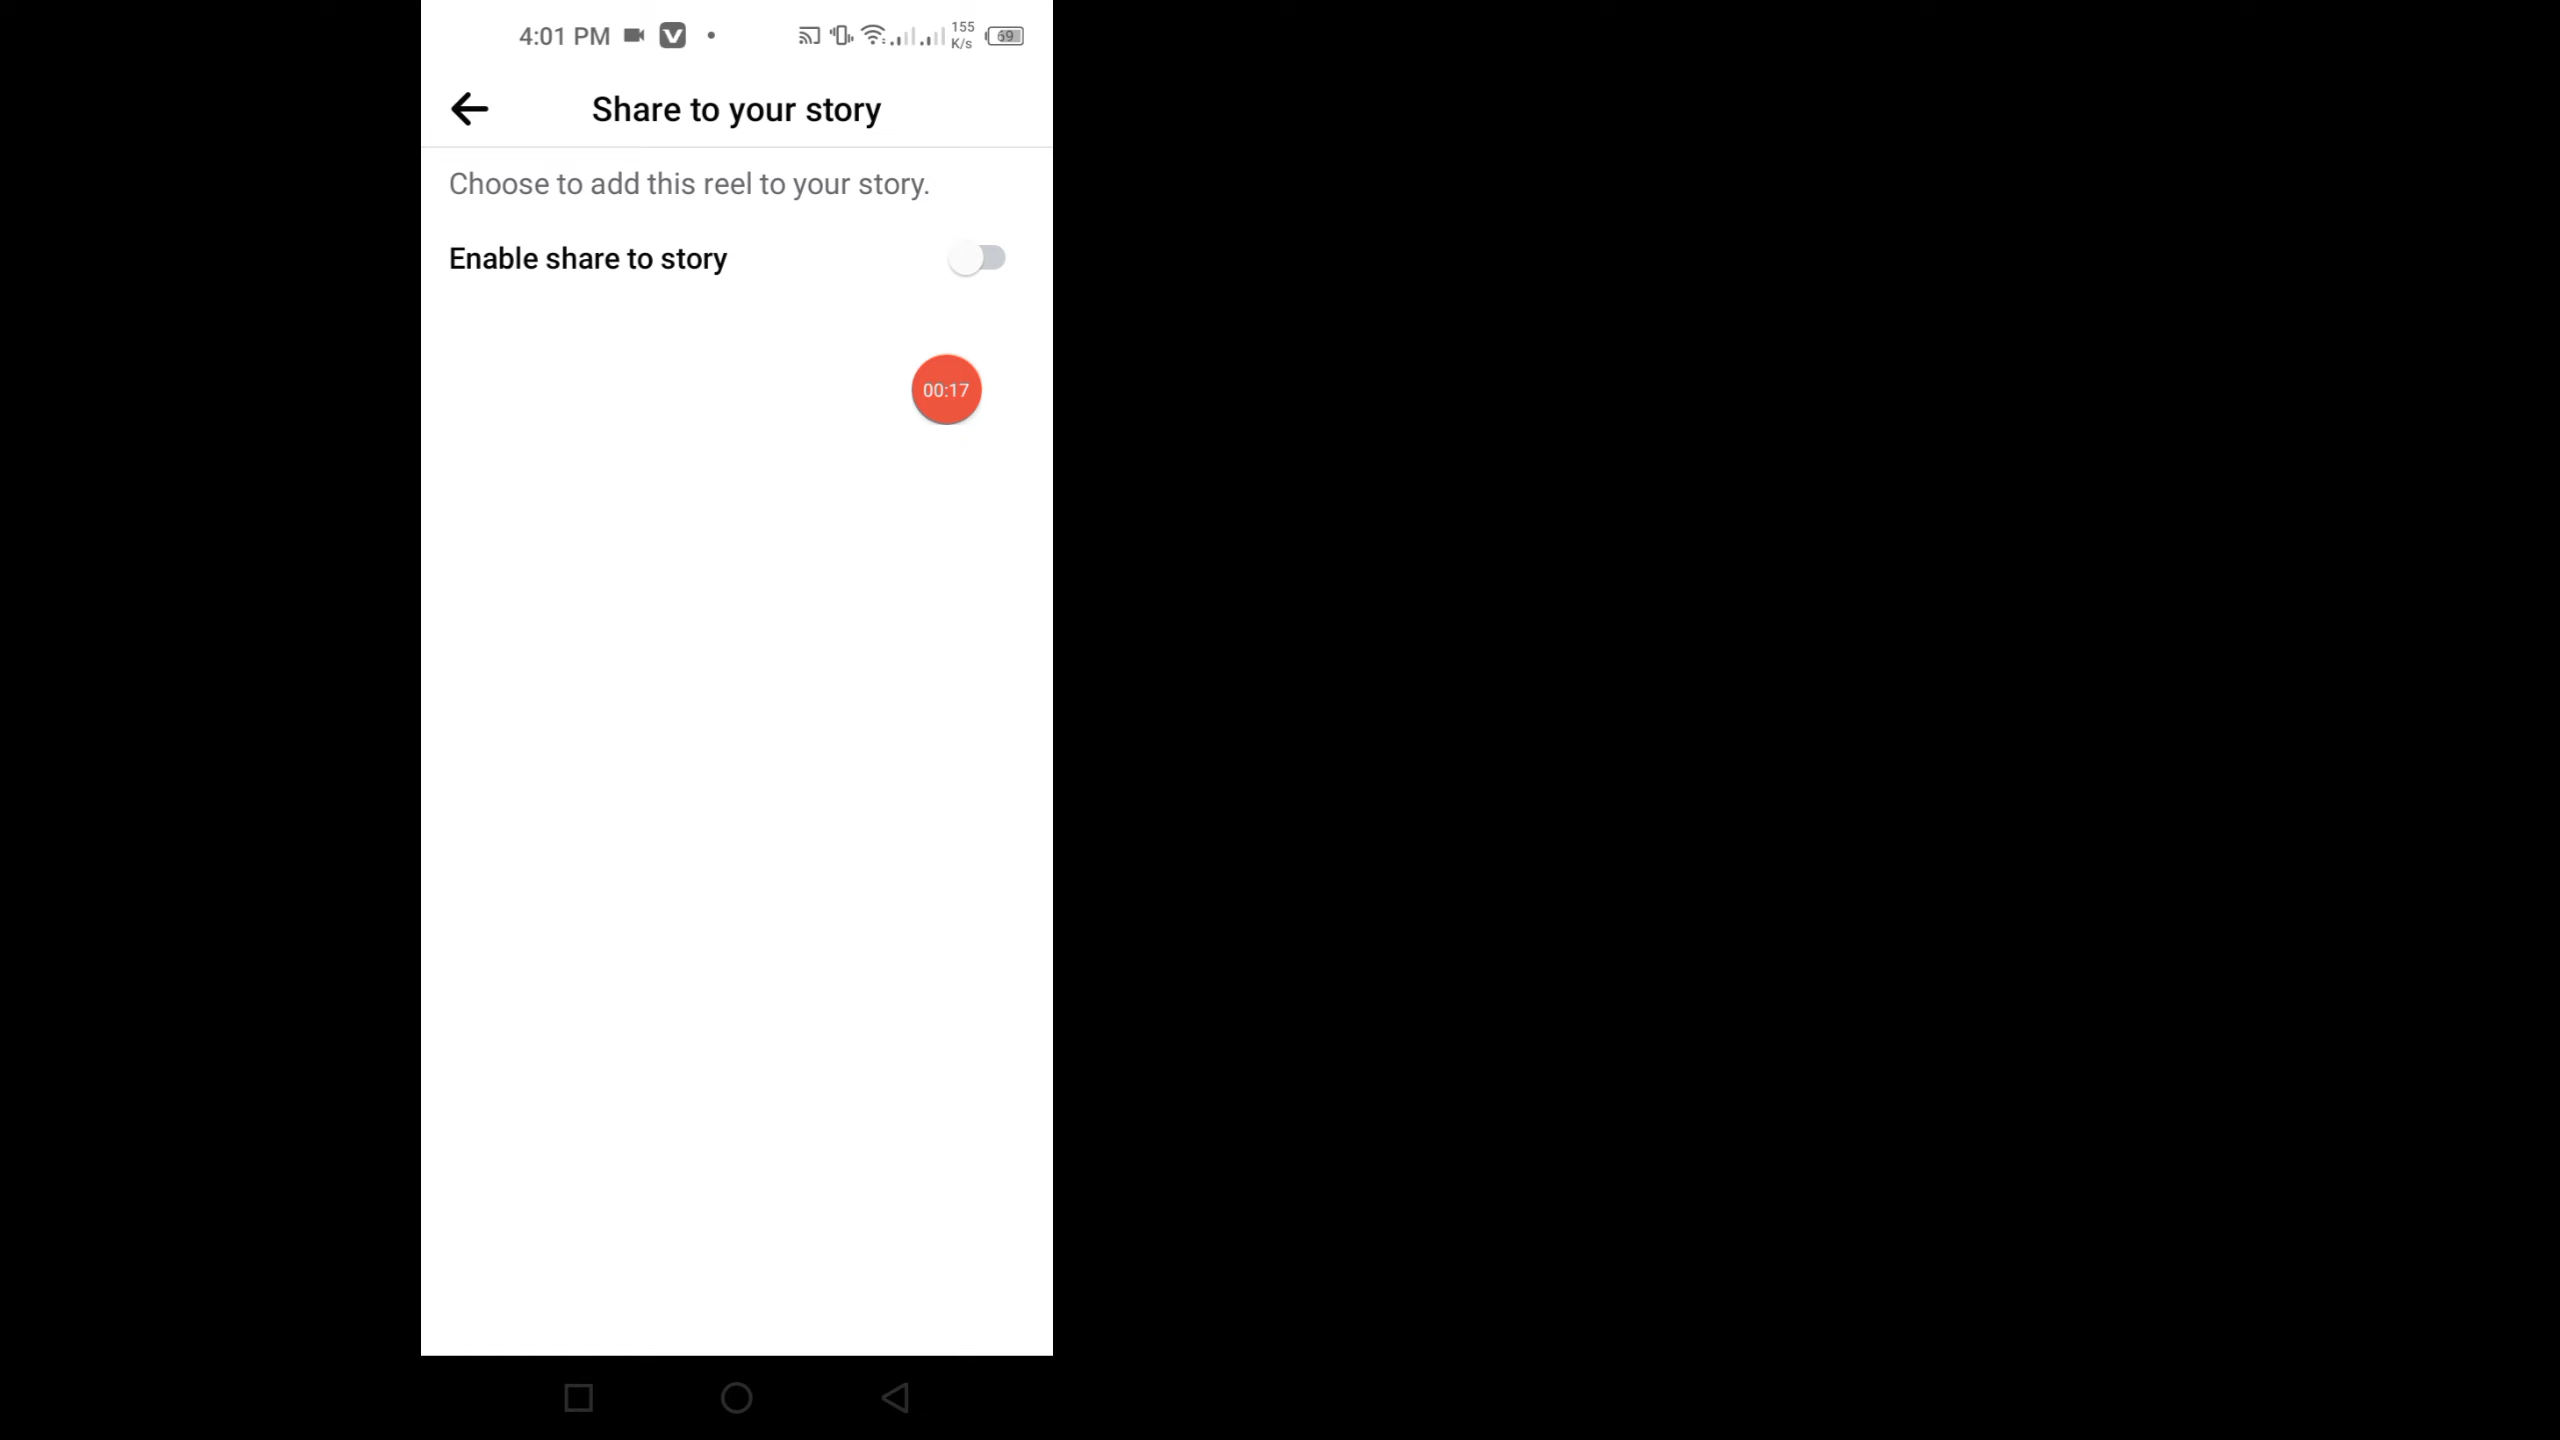 4:01 PM
155
K/s
69
Share to your story
Choose to add this reel to your story.
Enable share to story
00:17